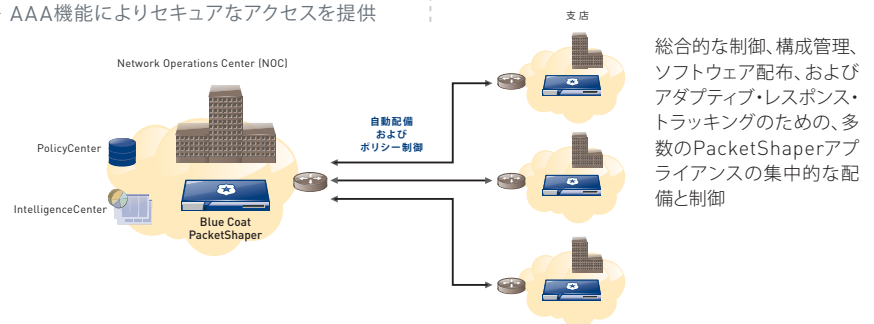 AAA機能によりセキュアなアクセスを提供
支店
Network Operations Center (NOC)
PolicyCenter
IntelligenceCenter
Blue Coat
PacketShaper
自動配備
および
ポリシー制御
総合的な制御、構成管理、
ソフトウェア配布、および
アダプティブ・レスポンス・
トラッキングのための、多
数のPacketShaperアプ
ライアンスの集中的な配
備と制御